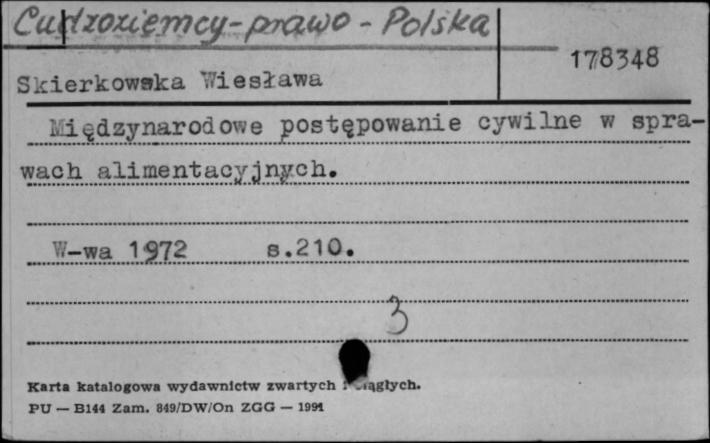 Cudzoziemcy - prawo - Polska
178348
Skierkowska Wiesława
Międzynarodowe postępowanie cywilne w spra-
wach alimentacyjnych.
W-wa 1972 s.210.
3
Karta katalogowa wydawnictw zwartych i ciągłych.
PU — B144 Zam. 849/DW/On ZGG — 1991